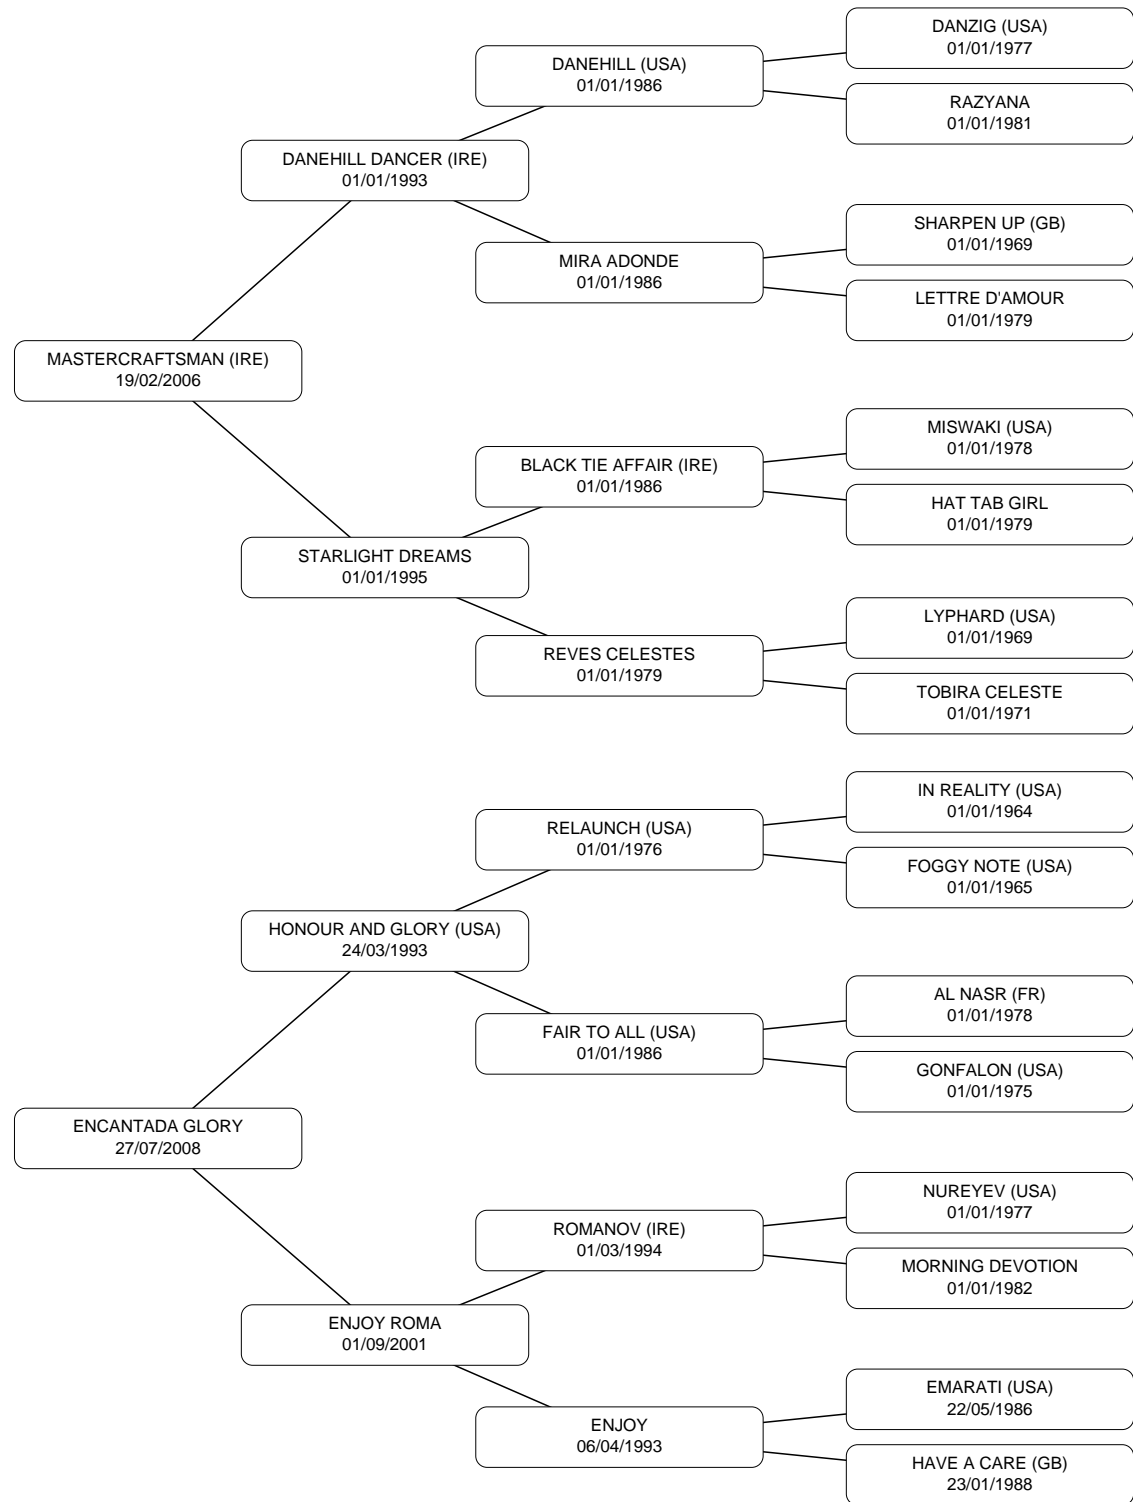 DANZIG (USA)
01/01/1977
DANEHILL (USA)
01/01/1986
RAZYANA
01/01/1981
DANEHILL DANCER (IRE)
01/01/1993
SHARPEN UP (GB)
01/01/1969
MIRA ADONDE
01/01/1986
LETTRE D'AMOUR
01/01/1979
MASTERCRAFTSMAN (IRE)
19/02/2006
MISWAKI (USA)
01/01/1978
BLACK TIE AFFAIR (IRE)
01/01/1986
HAT TAB GIRL
01/01/1979
STARLIGHT DREAMS
01/01/1995
LYPHARD (USA)
01/01/1969
REVES CELESTES
01/01/1979
TOBIRA CELESTE
01/01/1971
IN REALITY (USA)
01/01/1964
RELAUNCH (USA)
01/01/1976
FOGGY NOTE (USA)
01/01/1965
HONOUR AND GLORY (USA)
24/03/1993
AL NASR (FR)
01/01/1978
FAIR TO ALL (USA)
01/01/1986
GONFALON (USA)
01/01/1975
ENCANTADA GLORY
27/07/2008
NUREYEV (USA)
01/01/1977
ROMANOV (IRE)
01/03/1994
MORNING DEVOTION
01/01/1982
ENJOY ROMA
01/09/2001
EMARATI (USA)
22/05/1986
ENJOY
06/04/1993
HAVE A CARE (GB)
23/01/1988